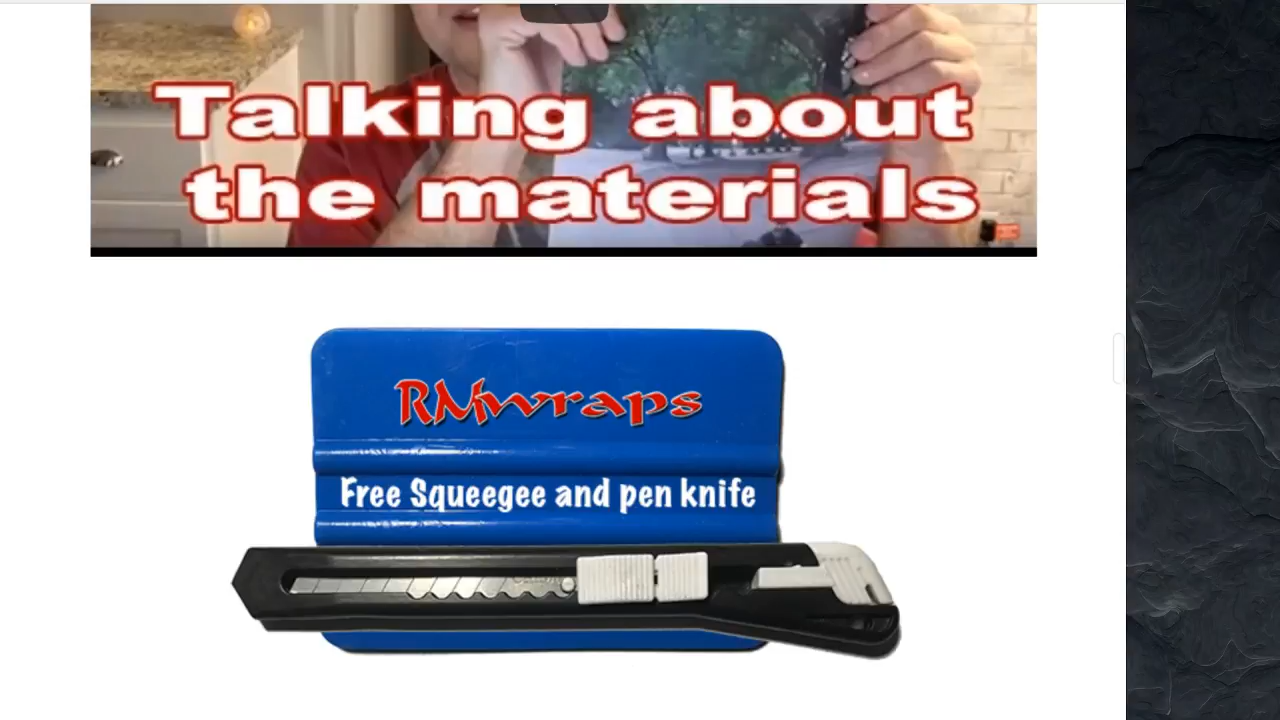 Talking about
the materials
RMwraps
Free Squeegee and pen knife